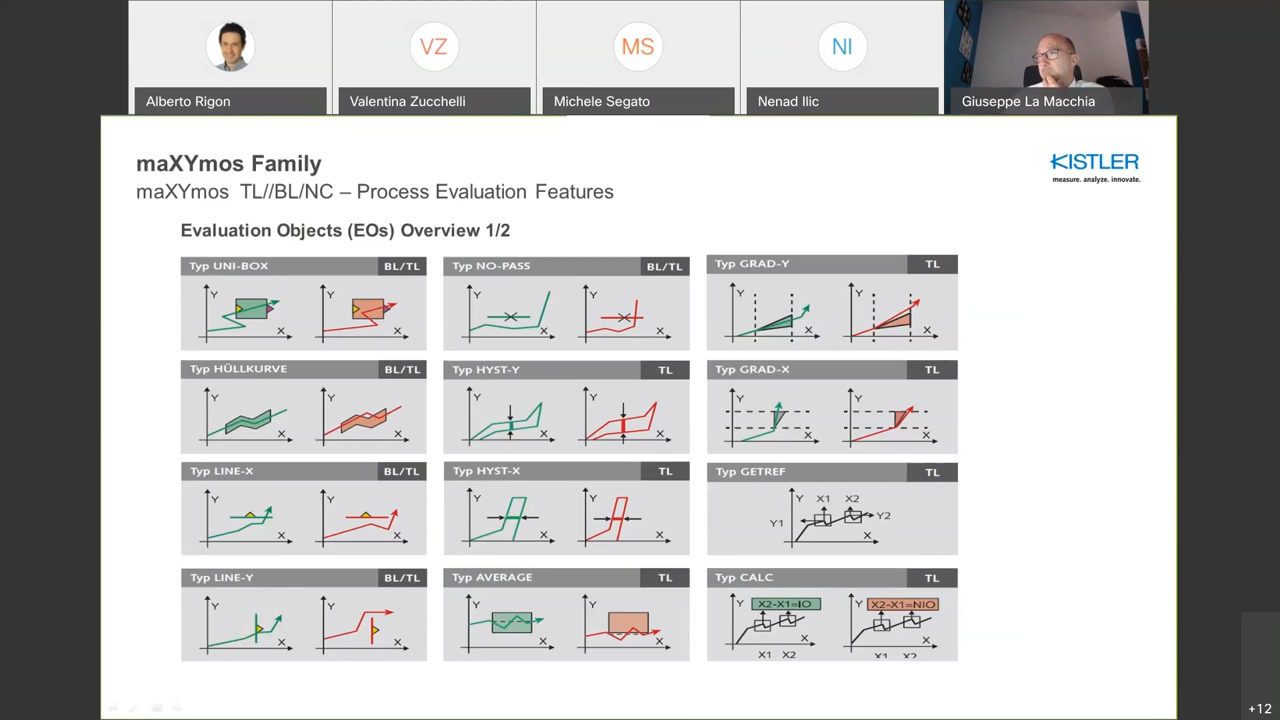 VZ
MS
NI
Alberto Rigon
Valentina Zucchelli
Michele Segato
Nenad Ilic
Giuseppe La Macchia
maXYmos Family
maXYmos TL//BL/NC – Process Evaluation Features
KISTLER
measure. analyze. innovate.
Evaluation Objects (EOs) Overview 1/2
Typ UNI-BOX BL/TL
Y X Y X
Typ NO-PASS BL/TL
Y X Y X
Typ GRAD-Y TL
Y X Y X
Typ HÜLLKURVE BL/TL
Y X Y X
Typ HYST-Y TL
Y X Y X
Typ GRAD-X TL
Y X Y X
Typ LINE-X BL/TL
Y X Y X
Typ HYST-X TL
Y X Y X
Typ GETREF TL
Y X1 X2
Y1 Y2
X
Typ LINE-Y BL/TL
Y X Y X
Typ AVERAGE TL
Y X Y X
Typ CALC TL
Y X2-X1=IO Y X2-X1=NIO
X X
X1 X2 X1 X2
+12